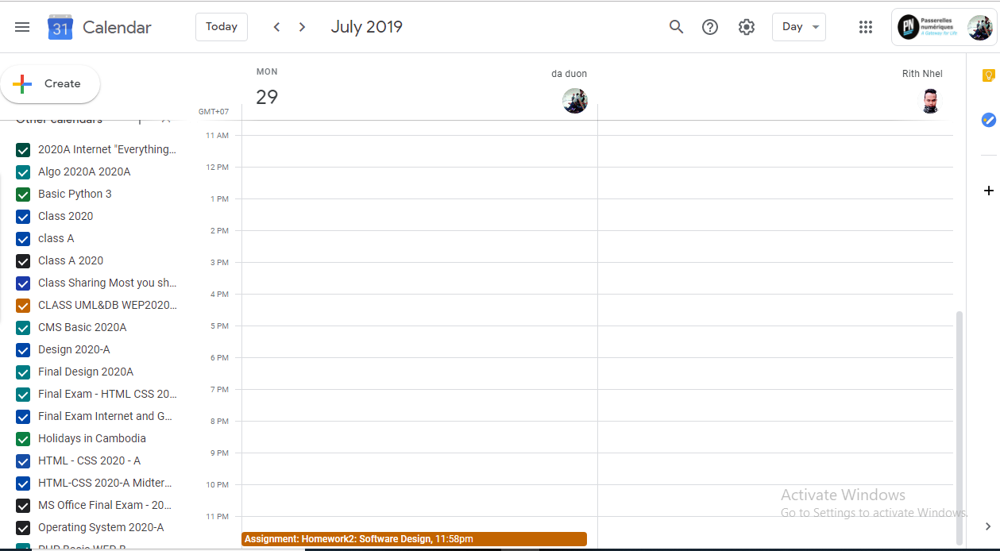 31 Calendar
Today
July 2019
Day
PN Passerelles
numériques
A Gateway for Life
Create
MON
29
da duon
Rith Nhel
GMT+07
Other calendars
2020A Internet "Everything...
Algo 2020A 2020A
Basic Python 3
Class 2020
class A
Class A 2020
Class Sharing Most you sh...
CLASS UML&DB WEP2020...
CMS Basic 2020A
Design 2020-A
Final Design 2020A
Final Exam - HTML CSS 20...
Final Exam Internet and G...
Holidays in Cambodia
HTML - CSS 2020 - A
HTML-CSS 2020-A Midter...
MS Office Final Exam - 20...
Operating System 2020-A
PHP Basic WEP B
11 AM
12 PM
1 PM
2 PM
3 PM
4 PM
5 PM
6 PM
7 PM
8 PM
9 PM
10 PM
11 PM
Assignment: Homework2: Software Design, 11:58pm
Activate Windows
Go to Settings to activate Windows.